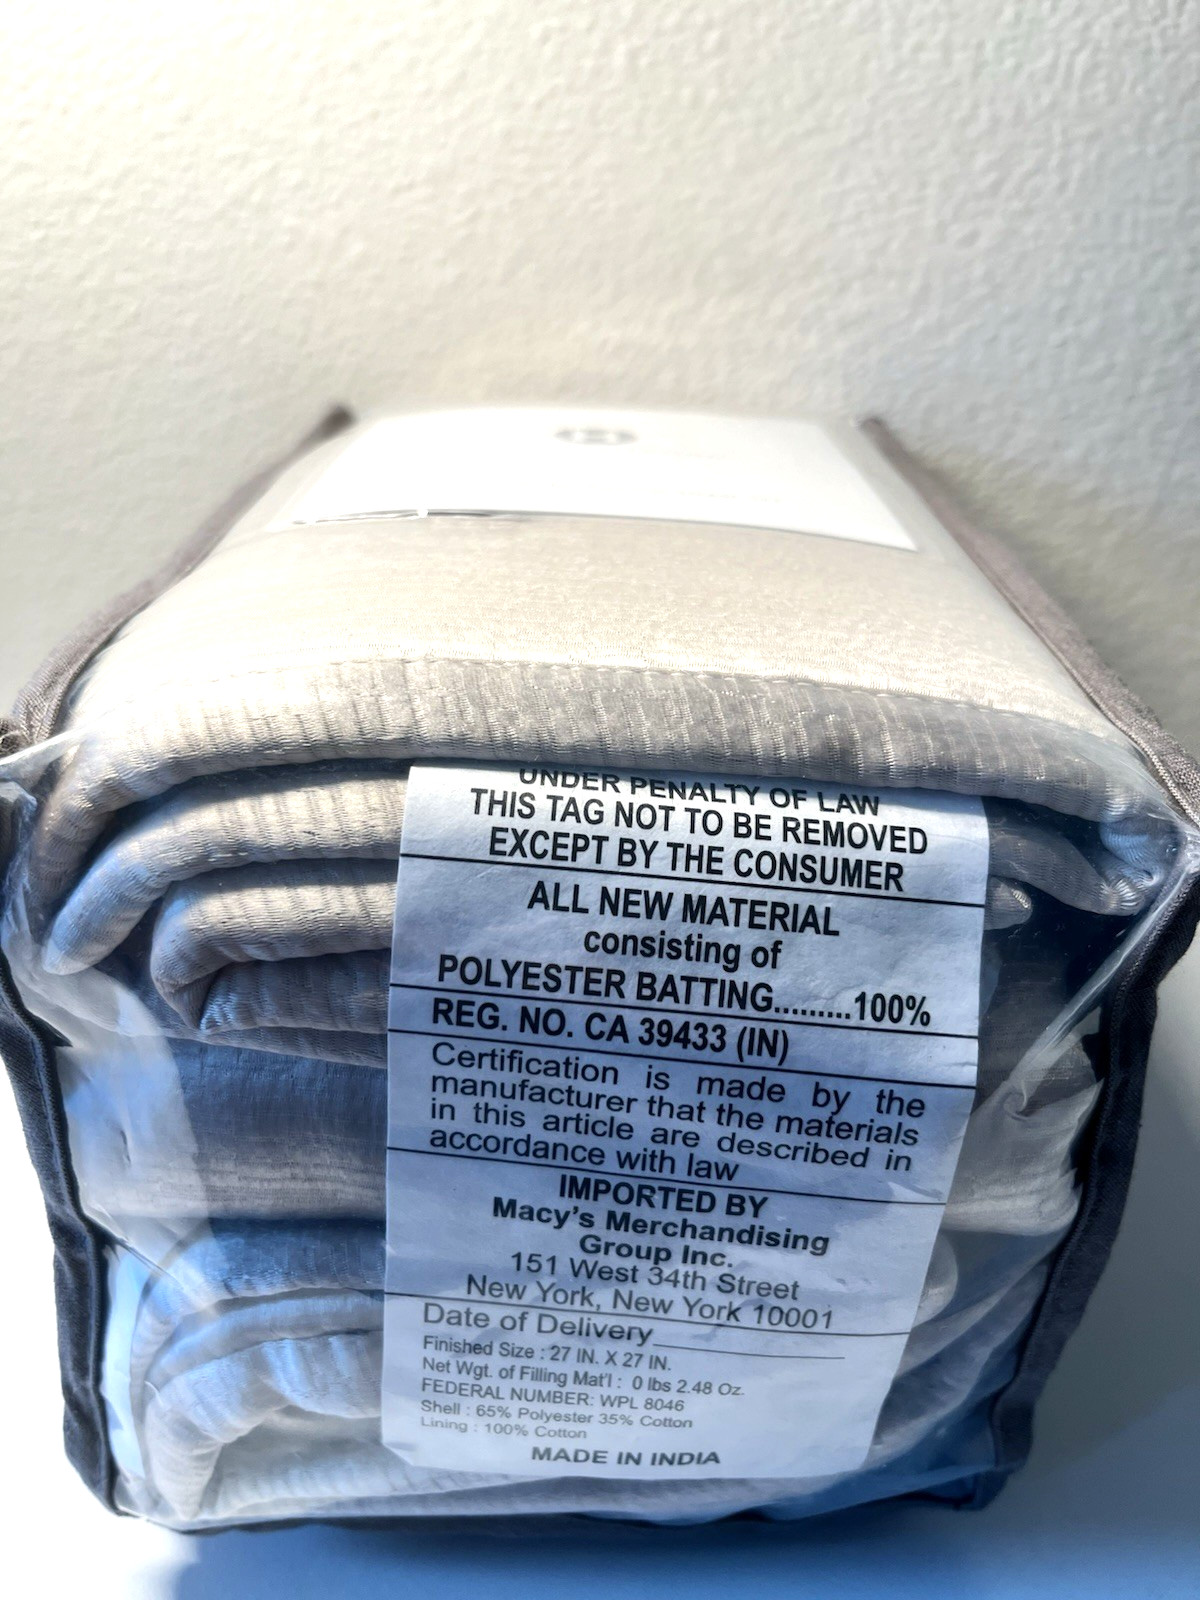 UNDER PENALTY OF LAW
THIS TAG NOT TO BE REMOVED
EXCEPT BY THE CONSUMER
ALL NEW MATERIAL
consisting of
POLYESTER BATTING.........100%
REG. NO. CA 39433 (IN)
Certification is made by the
manufacturer that the materials
in this article are described in
accordance with law
IMPORTED BY
Macy's Merchandising
Group Inc.
151 West 34th Street
New York, New York 10001
Date of Delivery
Finished Size : 27 IN. X 27 IN.
Net Wgt. of Filling Mat'l : 0 lbs 2.48 Oz.
FEDERAL NUMBER: WPL 8046
Shell : 65% Polyester 35% Cotton
Lining : 100% Cotton
MADE IN INDIA